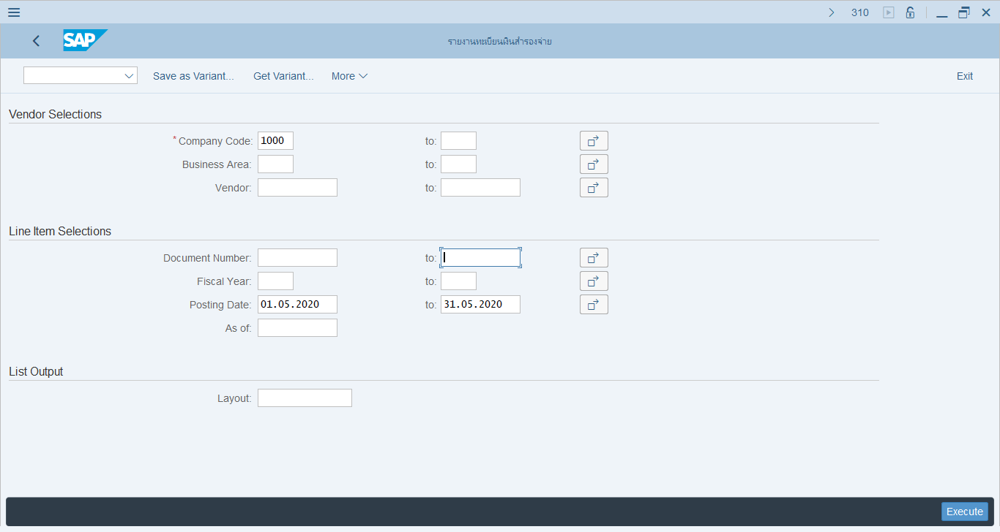 310
SAP
รายงานทะเบียนเงินสำรองจ่าย
Save as Variant... Get Variant... More Exit
Vendor Selections
* Company Code: 1000 to:
Business Area: to:
Vendor: to:
Line Item Selections
Document Number: to:
Fiscal Year: to:
Posting Date: 01.05.2020 to: 31.05.2020
As of:
List Output
Layout:
Execute